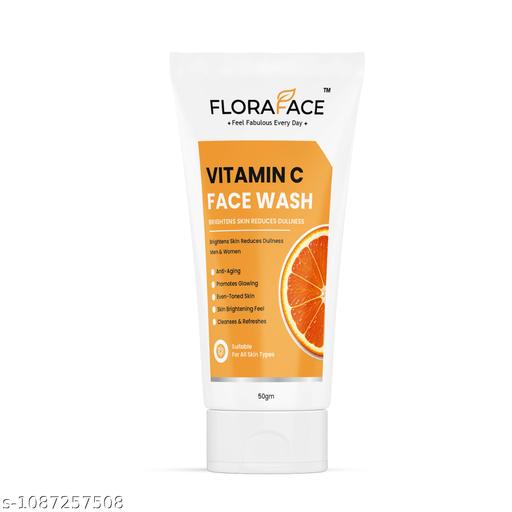 FLORAFACE
TM
Feel Fabulous Every Day
VITAMIN C
FACE WASH
BRIGHTENS SKIN REDUCES DULLNESS
Brightens Skin Reduces Dullness
Men & Women
Anti-Aging
Promotes Glowing
Even-Toned Skin
Skin Brightening Feel
Cleanses & Refreshes
Suitable
For All Skin Types
50gm
s-1087257508